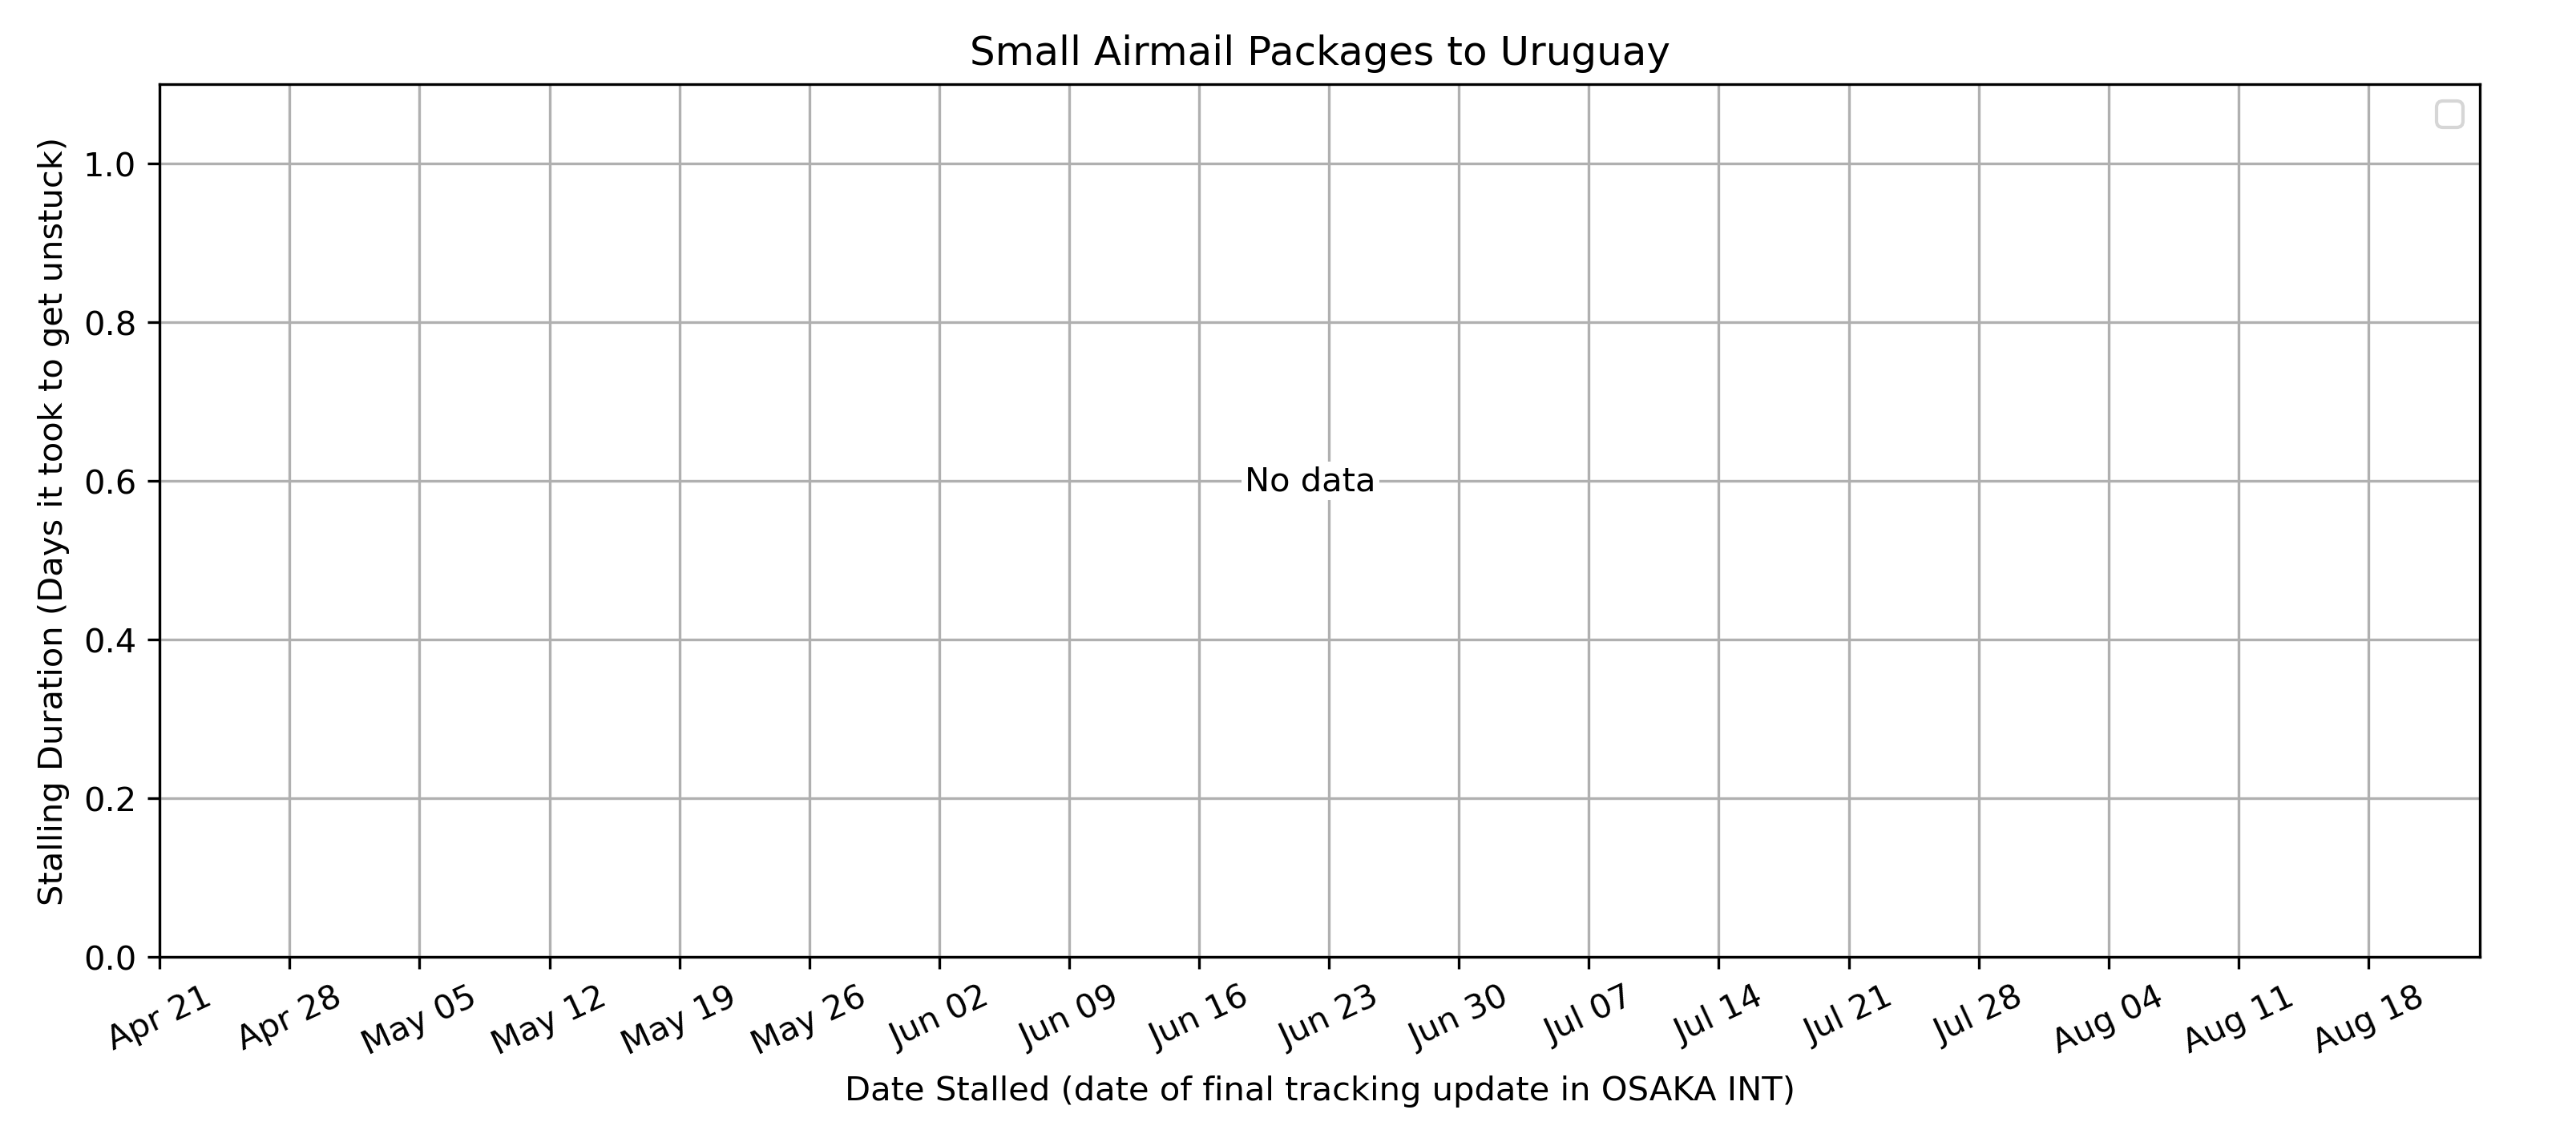 Small Airmail Packages to Uruguay
Stalling Duration (Days it took to get unstuck)
1.0
0.8
0.6
0.4
0.2
0.0
No data
Apr 21
Apr 28
May 05
May 12
May 19
May 26
Jun 02
Jun 09
Jun 16
Jun 23
Jun 30
Jul 07
Jul 14
Jul 21
Jul 28
Aug 04
Aug 11
Aug 18
Date Stalled (date of final tracking update in OSAKA INT)